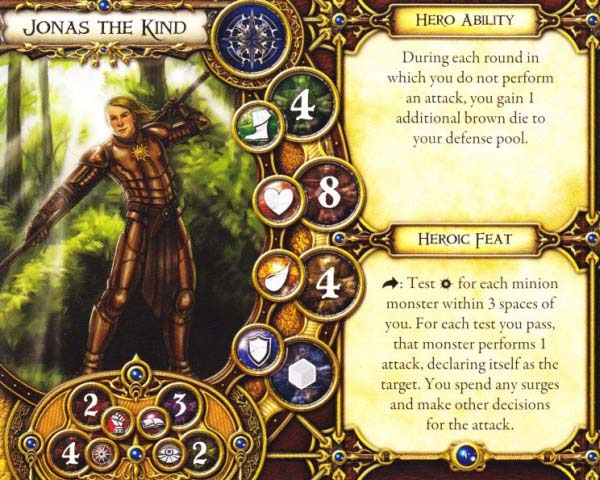 JONAS THE KIND
4
8
4
2
3
4
2
HERO ABILITY
During each round in
which you do not perform
an attack, you gain 1
additional brown die to
your defense pool.
HEROIC FEAT
: Test for each minion
monster within 3 spaces of
you. For each test you pass,
that monster performs 1
attack, declaring itself as the
target. You spend any surges
and make other decisions
for the attack.